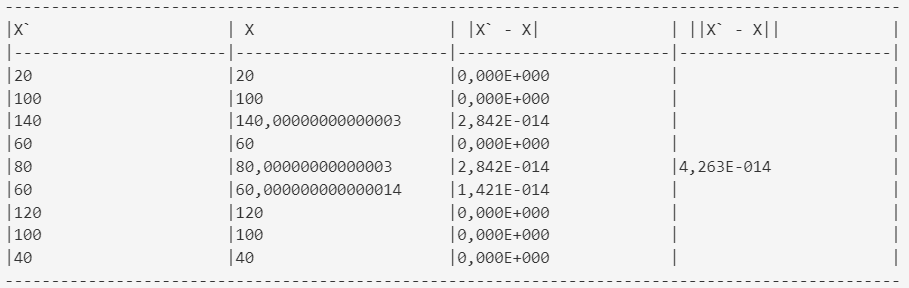 ---------------------------------------------------------------------------------------------------
|X` | X | |X` - X| | ||X` - X|| |
|------------------------|------------------------|------------------------|------------------------|
|20 |20 |0,000E+000 | |
|100 |100 |0,000E+000 | |
|140 |140,00000000000003 |2,842E-014 | |
|60 |60 |0,000E+000 | |
|80 |80,00000000000003 |2,842E-014 |4,263E-014 |
|60 |60,000000000000014 |1,421E-014 | |
|120 |120 |0,000E+000 | |
|100 |100 |0,000E+000 | |
|40 |40 |0,000E+000 | |
---------------------------------------------------------------------------------------------------